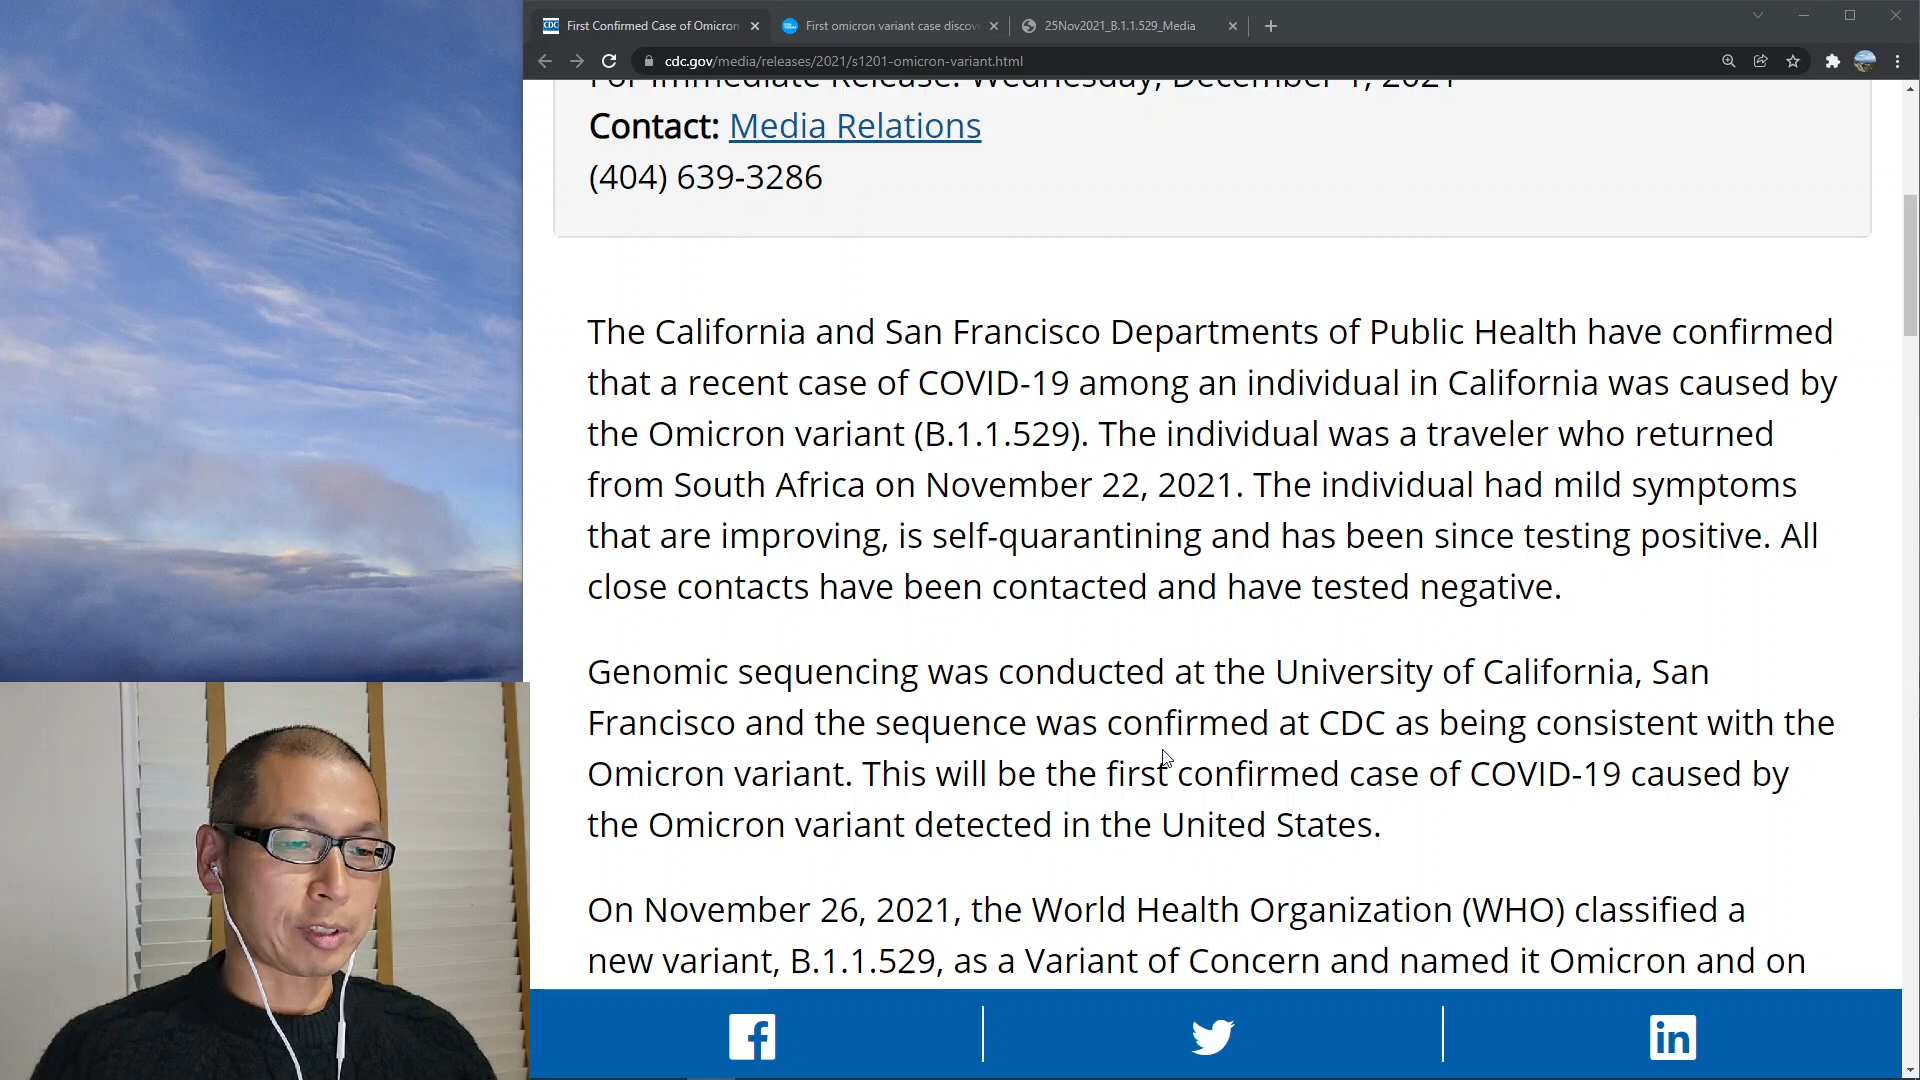 First Confirmed Case of Omicron
First omicron variant case discov
25Nov2021_B.1.1.529_Media
cdc.gov/media/releases/2021/s1201-omicron-variant.html
For Immediate Release: Wednesday, December 1, 2021
Contact: Media Relations
(404) 639-3286
The California and San Francisco Departments of Public Health have confirmed
that a recent case of COVID-19 among an individual in California was caused by
the Omicron variant (B.1.1.529). The individual was a traveler who returned
from South Africa on November 22, 2021. The individual had mild symptoms
that are improving, is self-quarantining and has been since testing positive. All
close contacts have been contacted and have tested negative.
Genomic sequencing was conducted at the University of California, San
Francisco and the sequence was confirmed at CDC as being consistent with the
Omicron variant. This will be the first confirmed case of COVID-19 caused by
the Omicron variant detected in the United States.
On November 26, 2021, the World Health Organization (WHO) classified a
new variant, B.1.1.529, as a Variant of Concern and named it Omicron and on